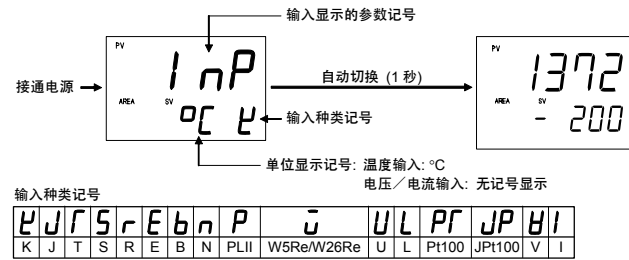 输入显示的参数记号
PV
InP
接通电源
AREA
SV
°C
输入种类记号
自动切换 (1 秒)
PV
1372
AREA
SV
- 200
单位显示记号: 温度输入: °C
电压／电流输入: 无记号显示
输入种类记号
K J T S R E B N PLII W5Re/W26Re U L Pt100 JPt100 V I